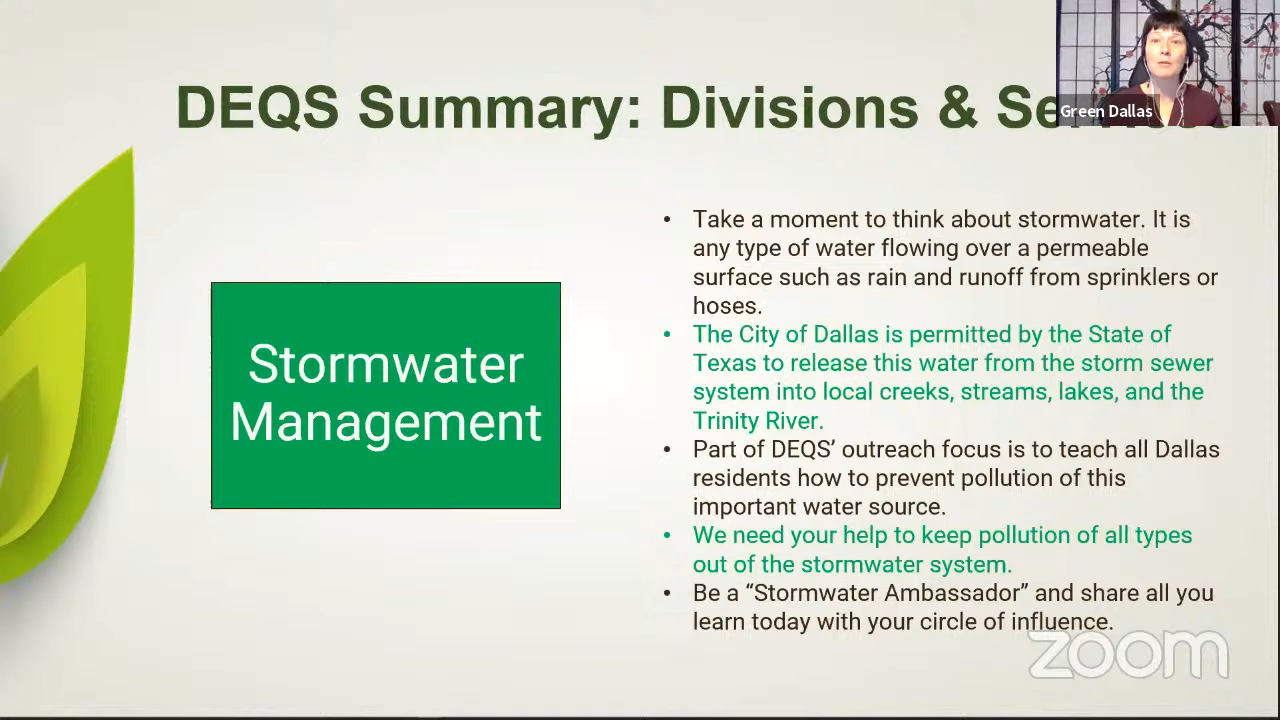 DEQS Summary: Divisions &
Green Dallas
Stormwater
Management
• Take a moment to think about stormwater. It is
any type of water flowing over a permeable
surface such as rain and runoff from sprinklers or
hoses.
• The City of Dallas is permitted by the State of
Texas to release this water from the storm sewer
system into local creeks, streams, lakes, and the
Trinity River.
• Part of DEQS’ outreach focus is to teach all Dallas
residents how to prevent pollution of this
important water source.
• We need your help to keep pollution of all types
out of the stormwater system.
• Be a “Stormwater Ambassador” and share all you
learn today with your circle of influence.
zoom